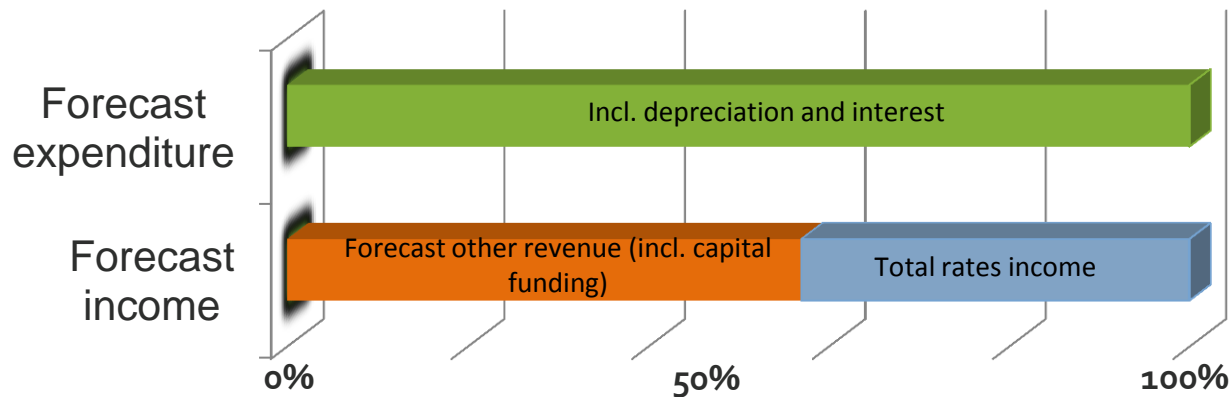 Forecast
expenditure
Incl. depreciation and interest
Forecast
income
Forecast other revenue (incl. capital
funding)
Total rates income
0%
50%
100%